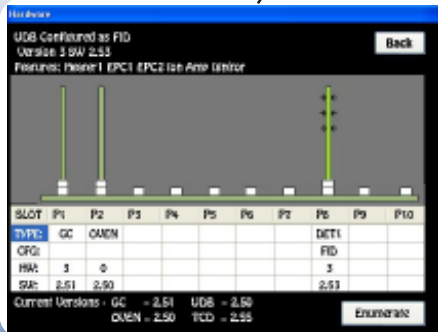 Hardware
UDB Configured as FID
Version 3 SW 2.53
Features: Heater1 EPC1 EPC2 Ion Amp Ignitor
Back
SLOT P1 P2 P3 P4 P5 P6 P7 P8 P9 P10
TYPE: GC OVEN DET1
CFG: FID
HW: 3 0 3
SW: 2.51 2.50 2.53
Current Versions - GC - 2.51 UDB - 2.50
OVEN - 2.50 TCD - 2.55
Enumerate